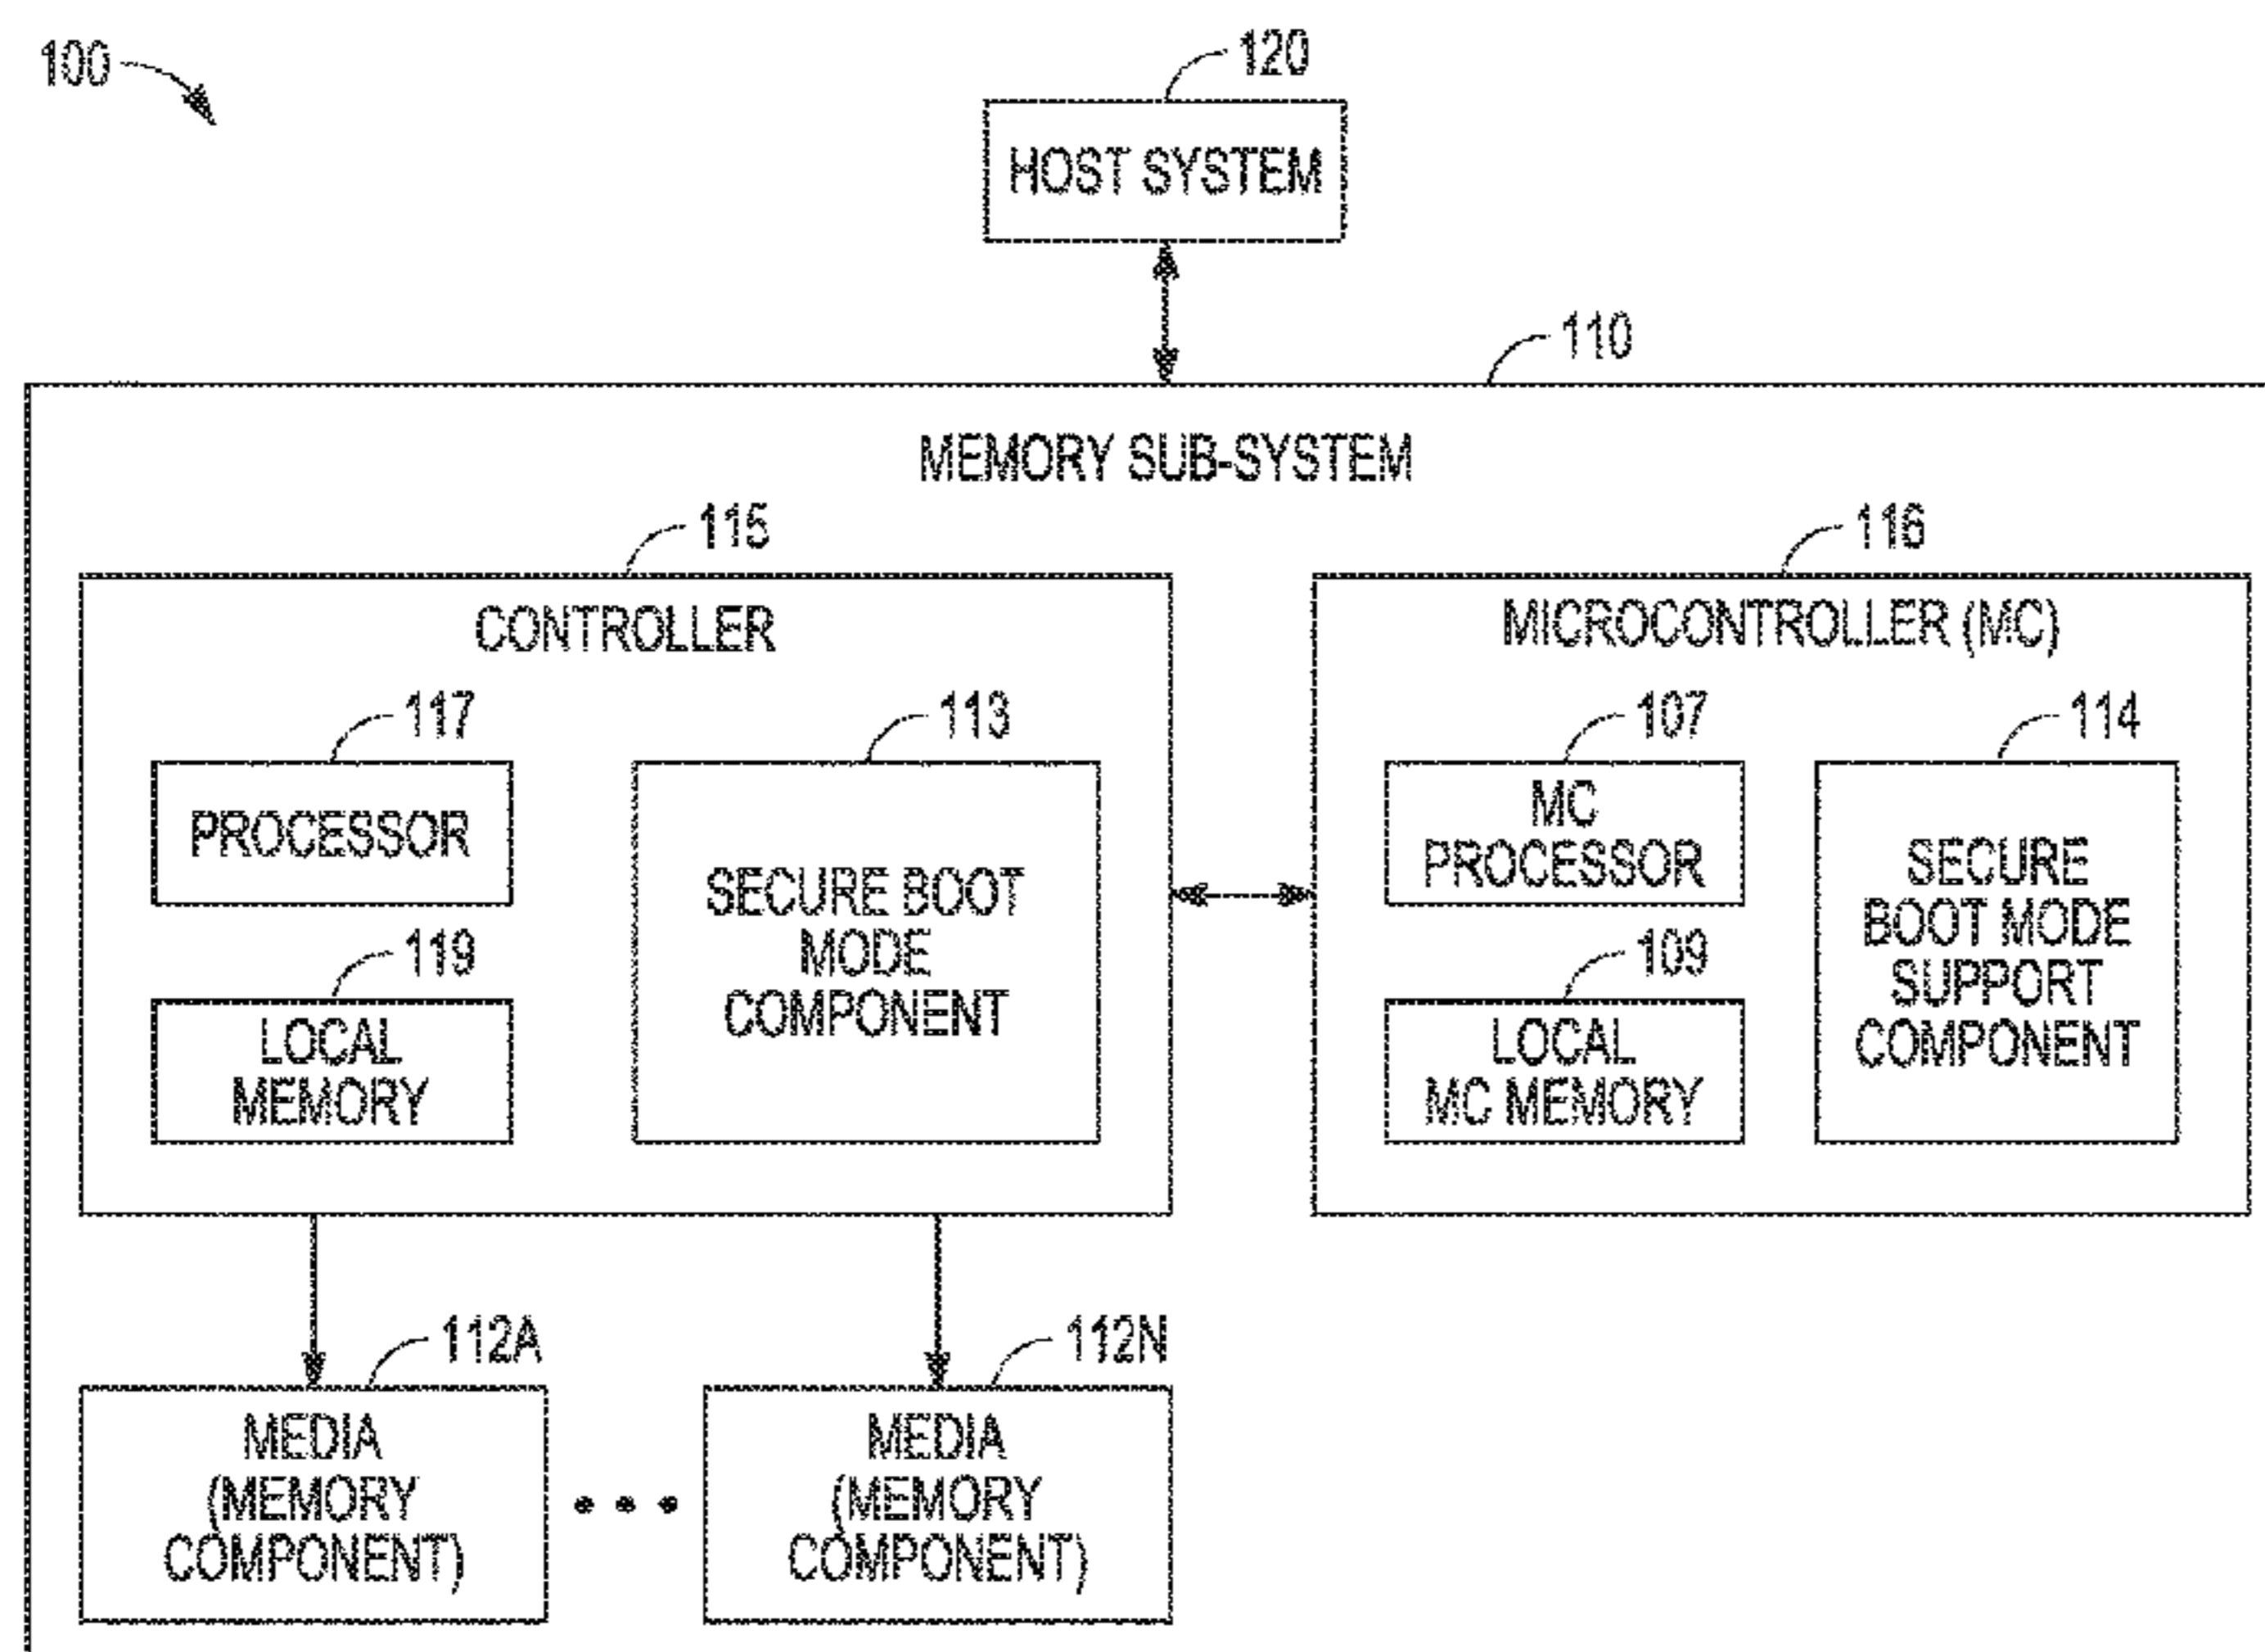 100
120
HOST SYSTEM
110
MEMORY SUB-SYSTEM
115
116
CONTROLLER
MICROCONTROLLER (MC)
117
113
107
114
PROCESSOR
MC
PROCESSOR
SECURE BOOT
MODE
COMPONENT
SECURE
BOOT MODE
SUPPORT
COMPONENT
119
109
LOCAL
MEMORY
LOCAL
MC MEMORY
112A
112N
MEDIA
(MEMORY
COMPONENT)
MEDIA
(MEMORY
COMPONENT)